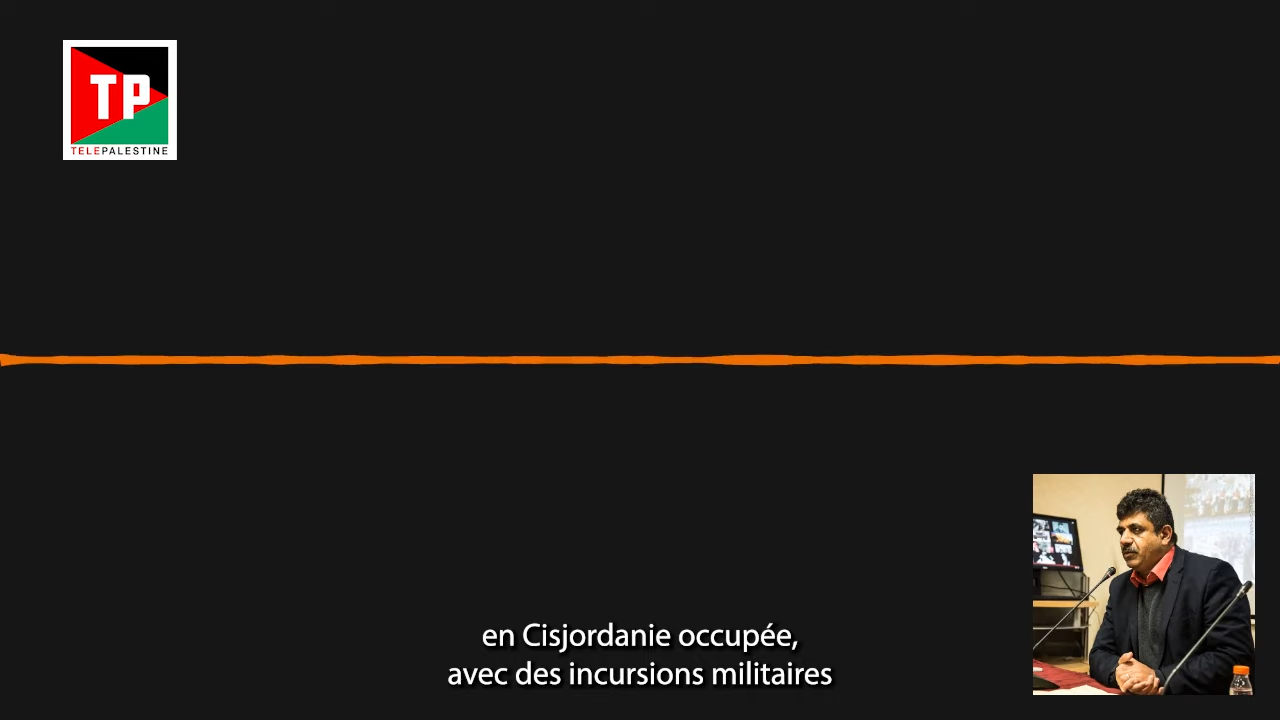 TP
TELEPALESTINE
en Cisjordanie occupée,
avec des incursions militaires